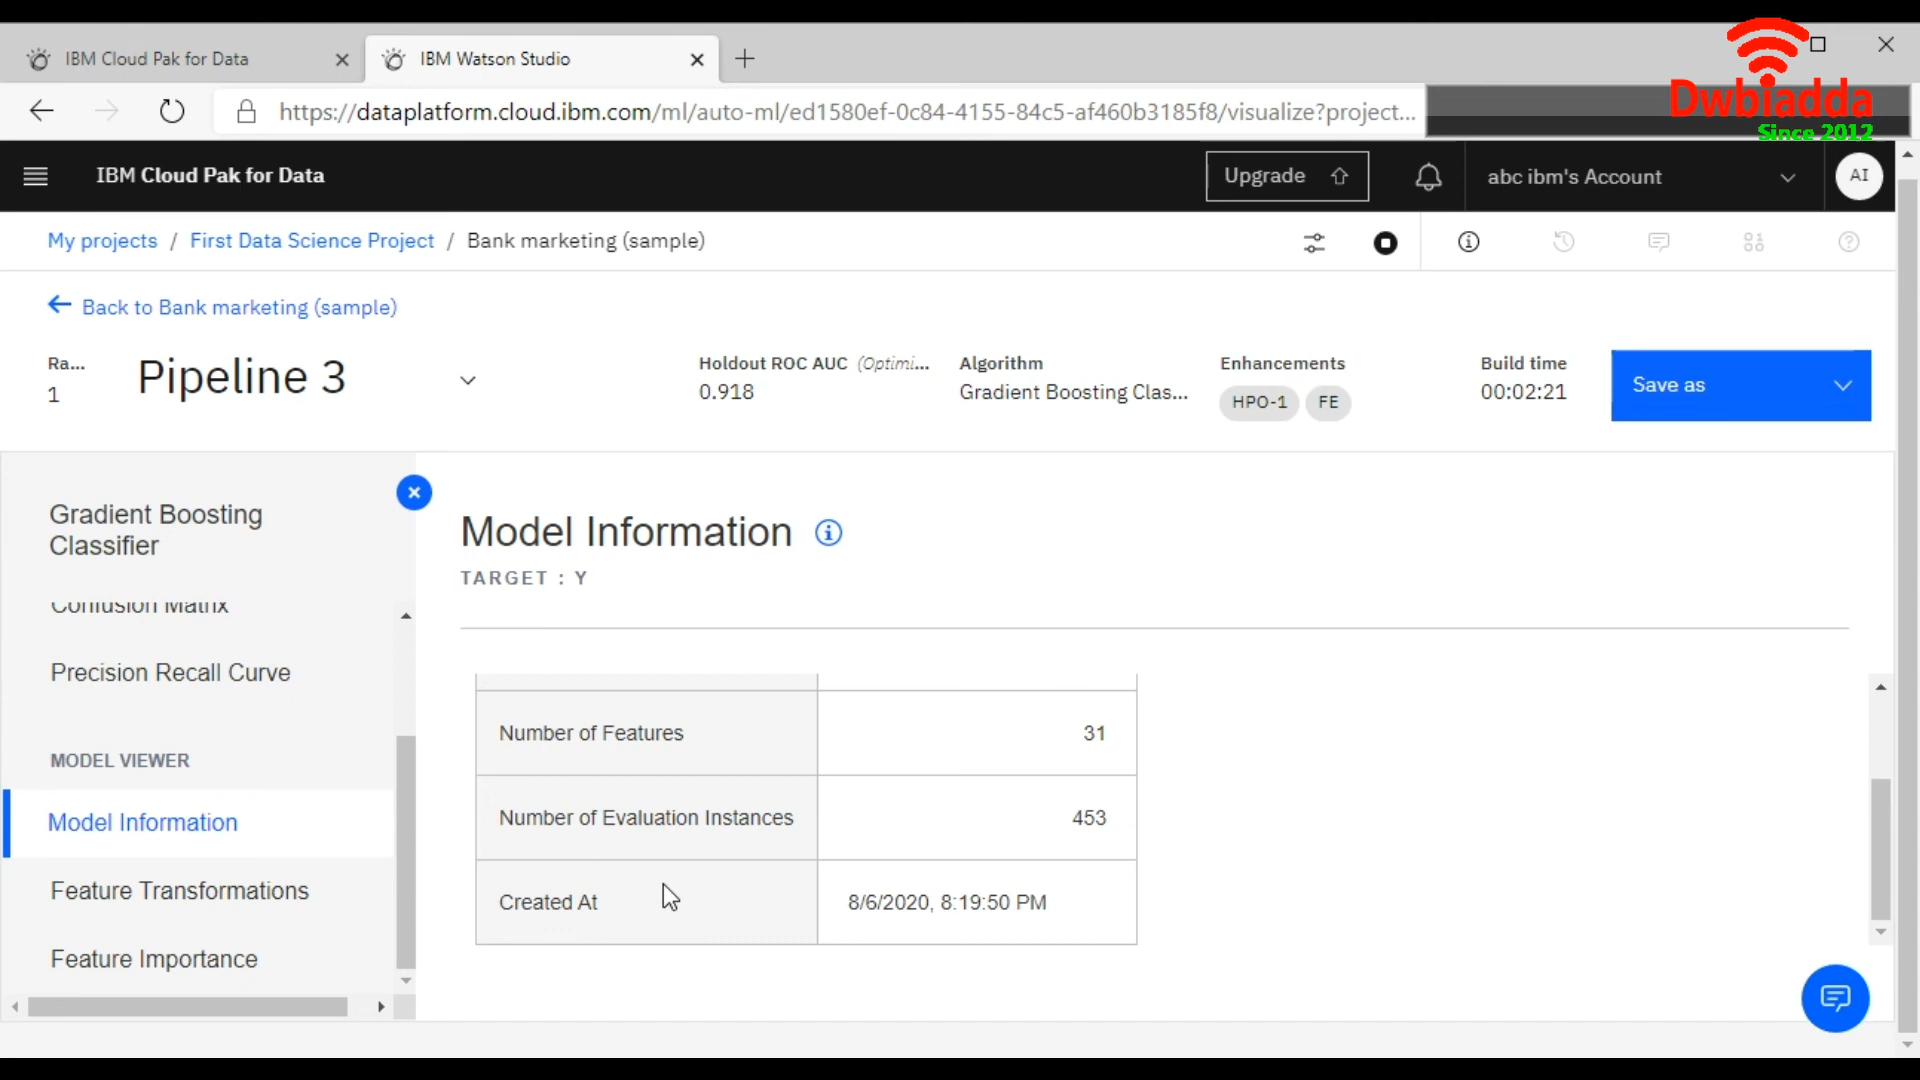 IBM Cloud Pak for Data
IBM Watson Studio
Dwbiadda
Since 2012
https://dataplatform.cloud.ibm.com/ml/auto-ml/ed1580ef-0c84-4155-84c5-af460b3185f8/visualize?project...
IBM Cloud Pak for Data
Upgrade
abc ibm's Account
AI
My projects / First Data Science Project / Bank marketing (sample)
Back to Bank marketing (sample)
Ra...
1
Pipeline 3
Holdout ROC AUC (Optimi...
0.918
Algorithm
Gradient Boosting Clas...
Enhancements
HPO-1 FE
Build time
00:02:21
Save as
Gradient Boosting
Classifier
Confusion Matrix
Precision Recall Curve
MODEL VIEWER
Model Information
Feature Transformations
Feature Importance
Model Information
TARGET : Y
Number of Features 31
Number of Evaluation Instances 453
Created At 8/6/2020, 8:19:50 PM